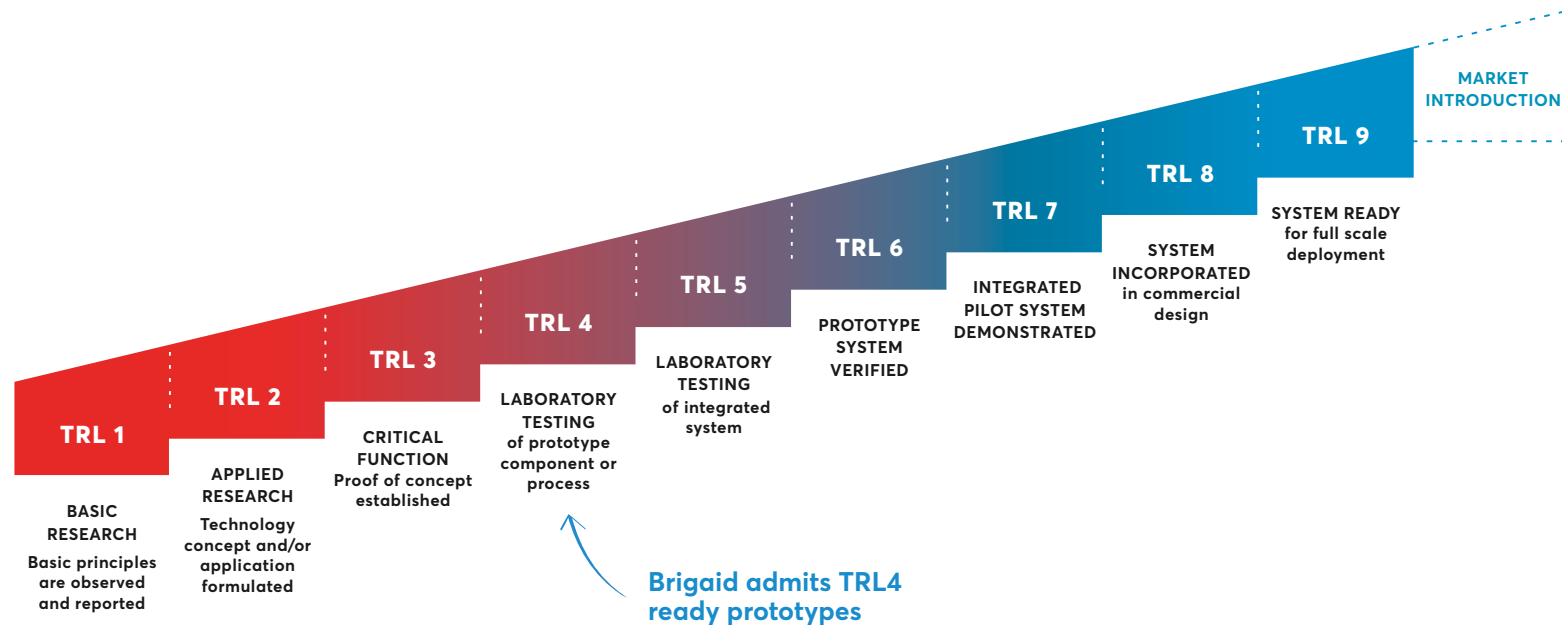 TRL 1
BASIC
RESEARCH
Basic principles
are observed
and reported
TRL 2
APPLIED
RESEARCH
Technology
concept and/or
application
formulated
TRL 3
CRITICAL
FUNCTION
Proof of concept
established
TRL 4
LABORATORY
TESTING
of prototype
component or
process
TRL 5
LABORATORY
TESTING
of integrated
system
TRL 6
PROTOTYPE
SYSTEM
VERIFIED
TRL 7
INTEGRATED
PILOT SYSTEM
DEMONSTRATED
TRL 8
SYSTEM
INCORPORATED
in commercial
design
TRL 9
SYSTEM READY
for full scale
deployment
MARKET
INTRODUCTION
Brigaid admits TRL4
ready prototypes